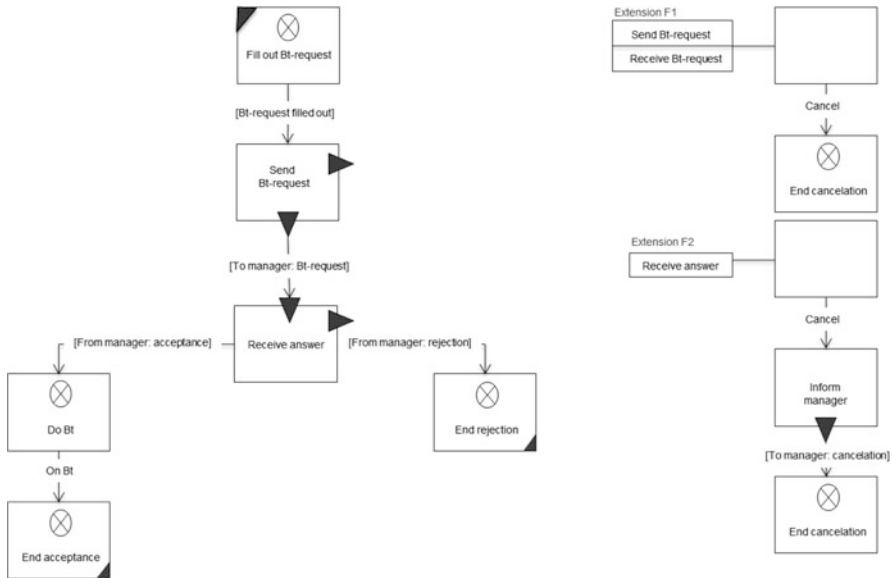 Fill out Bt-request
[Bt-request filled out]
Send
Bt-request
[To manager: Bt-request]
Receive answer
[From manager: acceptance]
[From manager: rejection]
Do Bt
End rejection
On Bt
End acceptance
Extension F1
Send Bt-request
Receive Bt-request
Cancel
End cancelation
Extension F2
Receive answer
Cancel
Inform
manager
[To manager: cancelation]
End cancelation